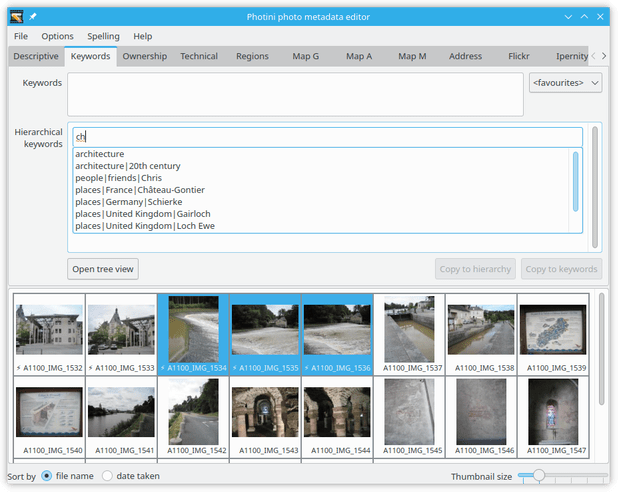 Photini photo metadata editor
File Options Spelling Help
Descriptive Keywords Ownership Technical Regions Map G Map A Map M Address Flickr Ipernity
Keywords
<favourites>
Hierarchical
keywords
ch
architecture
architecture|20th century
people|friends|Chris
places|France|Château-Gontier
places|Germany|Schierke
places|United Kingdom|Gairloch
places|United Kingdom|Loch Ewe
Open tree view Copy to hierarchy Copy to keywords
⚡ A1100_IMG_1532 ⚡ A1100_IMG_1533 ⚡ A1100_IMG_1534 ⚡ A1100_IMG_1535 ⚡ A1100_IMG_1536 A1100_IMG_1537 A1100_IMG_1538 A1100_IMG_1539
A1100_IMG_1540 A1100_IMG_1541 A1100_IMG_1542 A1100_IMG_1543 A1100_IMG_1544 A1100_IMG_1545 A1100_IMG_1546 A1100_IMG_1547
Sort by file name date taken Thumbnail size